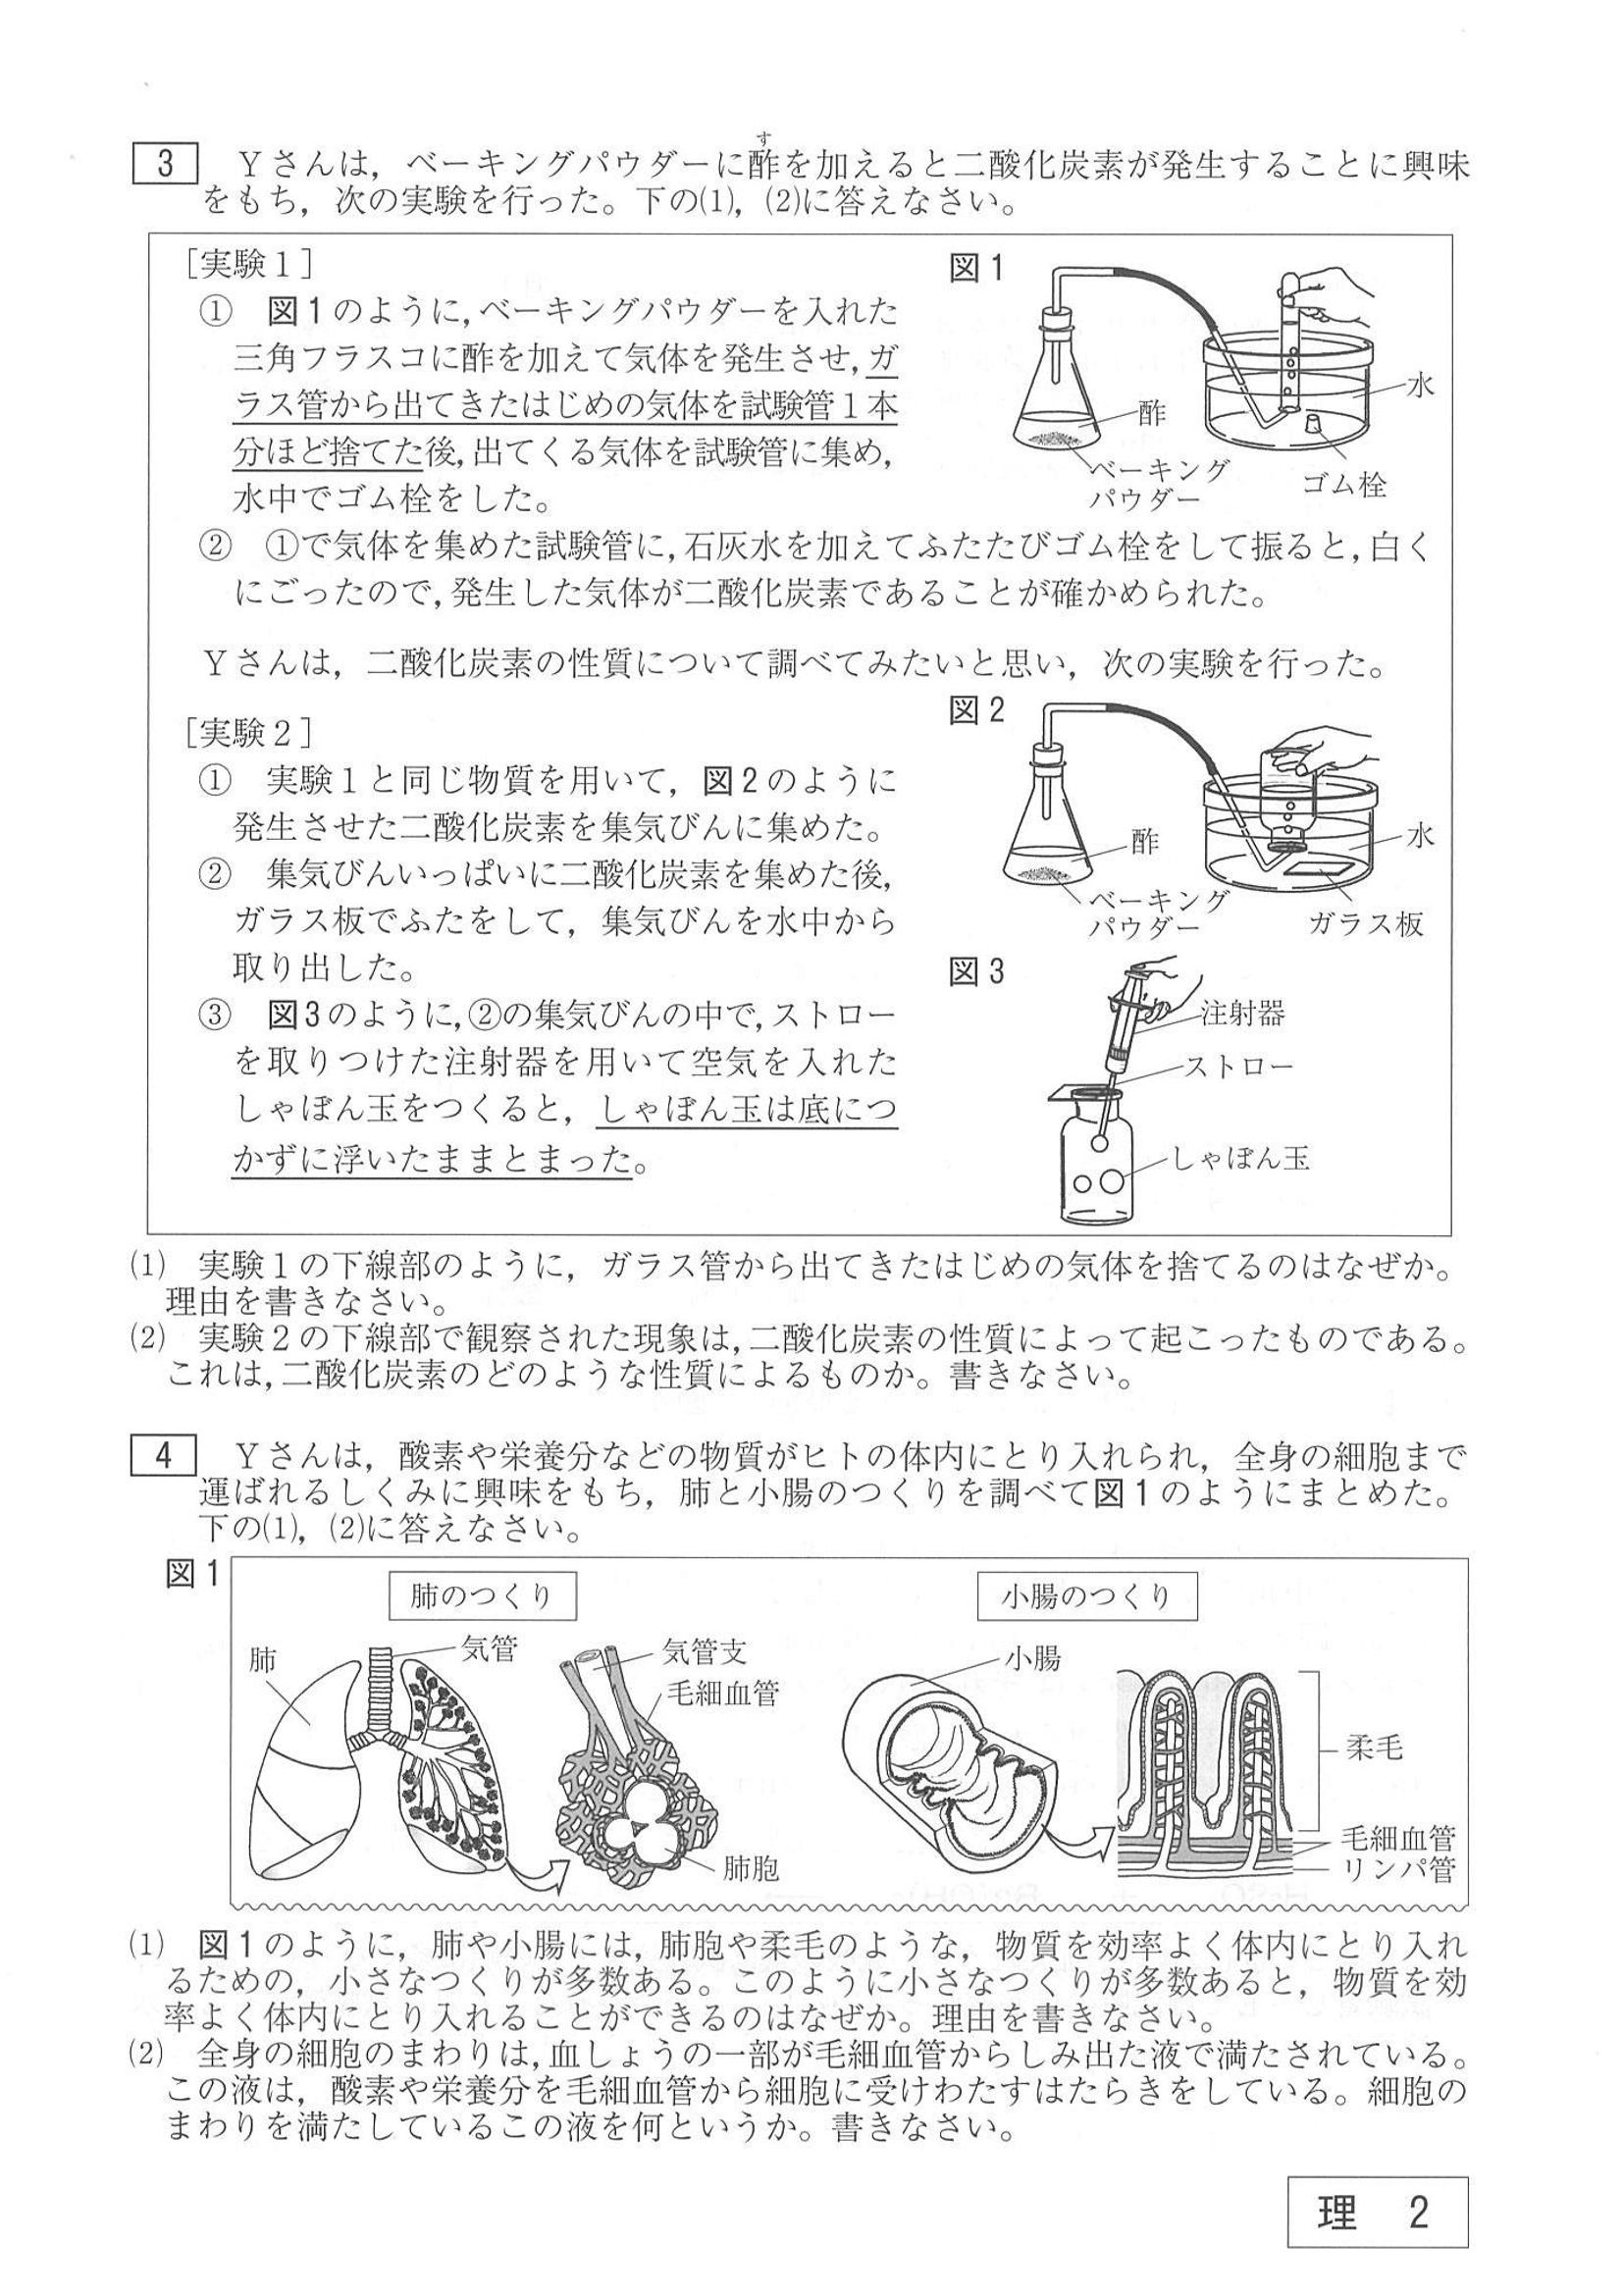 3 Yさんは，ベーキングパウダーに酢を加えると二酸化炭素が発生することに興味
す
をもち，次の実験を行った。下の⑴，⑵に答えなさい。
［実験１］
① 図１のように，ベーキングパウダーを入れた
三角フラスコに酢を加えて気体を発生させ，ガ
ラス管から出てきたはじめの気体を試験管１本
分ほど捨てた後，出てくる気体を試験管に集め，
水中でゴム栓をした。
図１
酢
ベーキング
パウダー
水
ゴム栓
② ①で気体を集めた試験管に，石灰水を加えてふたたびゴム栓をして振ると，白く
にごったので，発生した気体が二酸化炭素であることが確かめられた。
Yさんは，二酸化炭素の性質について調べてみたいと思い，次の実験を行った。
［実験２］
① 実験１と同じ物質を用いて，図２のように
発生させた二酸化炭素を集気びんに集めた。
② 集気びんいっぱいに二酸化炭素を集めた後，
ガラス板でふたをして，集気びんを水中から
取り出した。
③ 図３のように，②の集気びんの中で，ストロー
を取りつけた注射器を用いて空気を入れた
しゃぼん玉をつくると，しゃぼん玉は底につ
かずに浮いたままとまった。
図２
酢
ベーキング
パウダー
水
ガラス板
図３
注射器
ストロー
しゃぼん玉
⑴ 実験１の下線部のように，ガラス管から出てきたはじめの気体を捨てるのはなぜか。
理由を書きなさい。
⑵ 実験２の下線部で観察された現象は，二酸化炭素の性質によって起こったものである。
これは，二酸化炭素のどのような性質によるものか。書きなさい。
4 Yさんは，酸素や栄養分などの物質がヒトの体内にとり入れられ，全身の細胞まで
運ばれるしくみに興味をもち，肺と小腸のつくりを調べて図１のようにまとめた。
下の⑴，⑵に答えなさい。
図１
肺のつくり
肺
気管
気管支
毛細血管
肺胞
小腸のつくり
小腸
柔毛
毛細血管
リンパ管
⑴ 図１のように，肺や小腸には，肺胞や柔毛のような，物質を効率よく体内にとり入れ
るための，小さなつくりが多数ある。このように小さなつくりが多数あると，物質を効
率よく体内にとり入れることができるのはなぜか。理由を書きなさい。
⑵ 全身の細胞のまわりは，血しょうの一部が毛細血管からしみ出た液で満たされている。
この液は，酸素や栄養分を毛細血管から細胞に受けわたすはたらきをしている。細胞の
まわりを満たしているこの液を何というか。書きなさい。
理 2